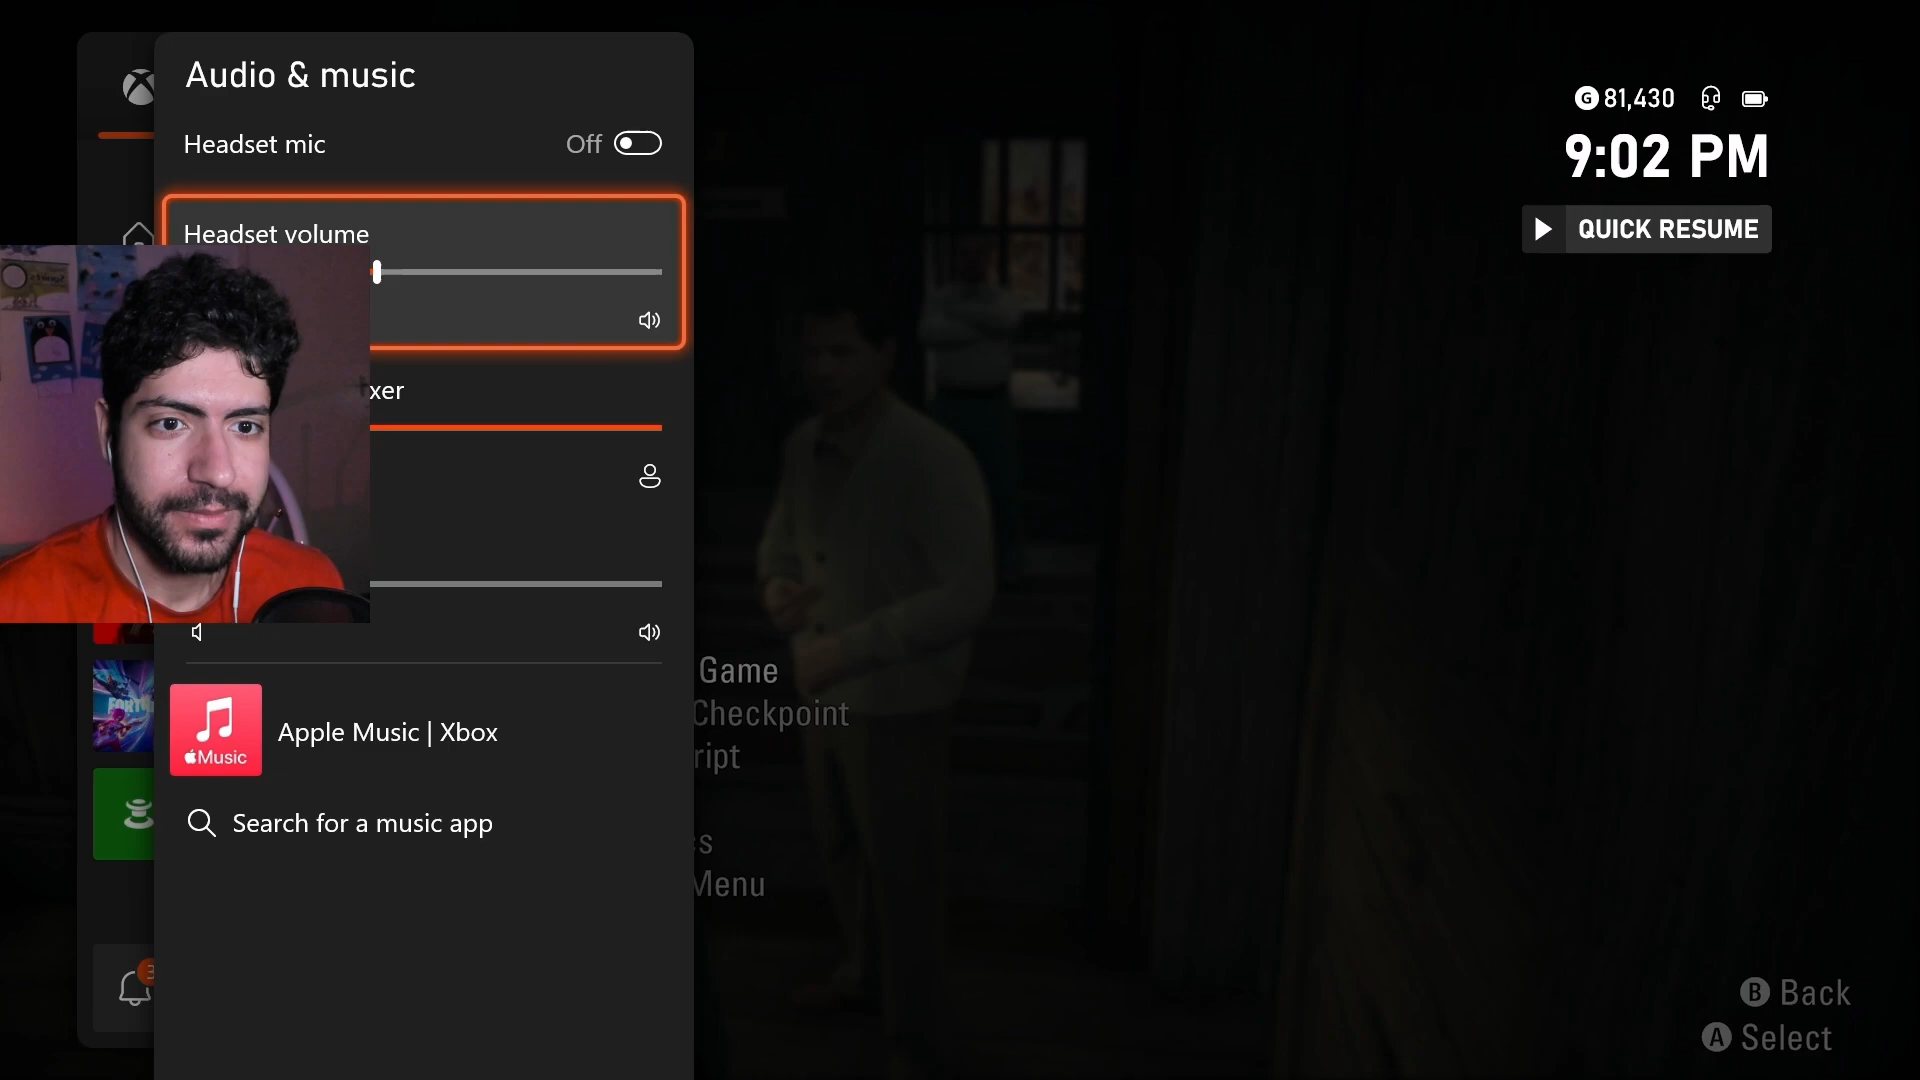 Audio & music
Headset mic
Off
Headset volume
xer
Apple Music | Xbox
Music
Search for a music app
3
G 81,430
9:02 PM
QUICK RESUME
Game
Checkpoint
ript
Menu
B Back
A Select